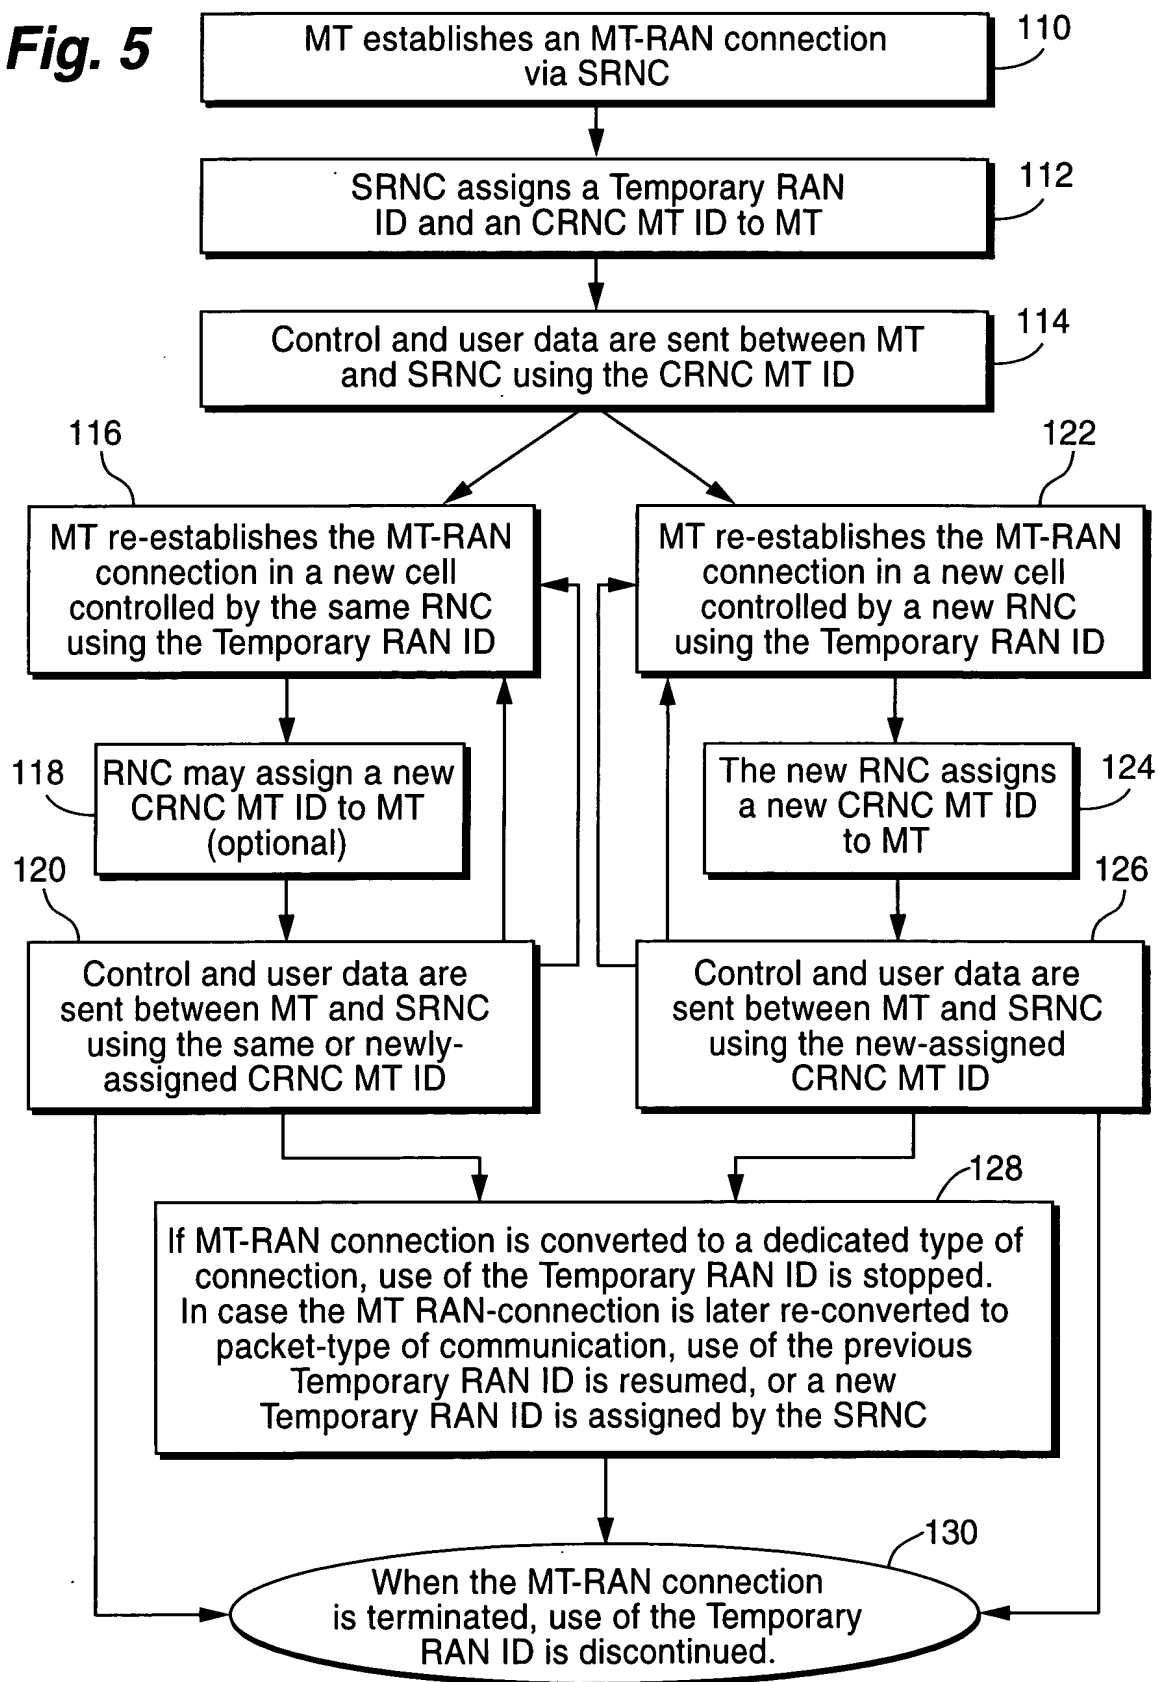 Fig. 5
MT establishes an MT-RAN connection
via SRNC
110
SRNC assigns a Temporary RAN
ID and an CRNC MT ID to MT
112
Control and user data are sent between MT
and SRNC using the CRNC MT ID
114
116
MT re-establishes the MT-RAN
connection in a new cell
controlled by the same RNC
using the Temporary RAN ID
122
MT re-establishes the MT-RAN
connection in a new cell
controlled by a new RNC
using the Temporary RAN ID
118
RNC may assign a new
CRNC MT ID to MT
(optional)
The new RNC assigns
a new CRNC MT ID
to MT
124
120
Control and user data are
sent between MT and SRNC
using the same or newly-
assigned CRNC MT ID
126
Control and user data are
sent between MT and SRNC
using the new-assigned
CRNC MT ID
128
If MT-RAN connection is converted to a dedicated type of
connection, use of the Temporary RAN ID is stopped.
In case the MT RAN-connection is later re-converted to
packet-type of communication, use of the previous
Temporary RAN ID is resumed, or a new
Temporary RAN ID is assigned by the SRNC
130
When the MT-RAN connection
is terminated, use of the Temporary
RAN ID is discontinued.